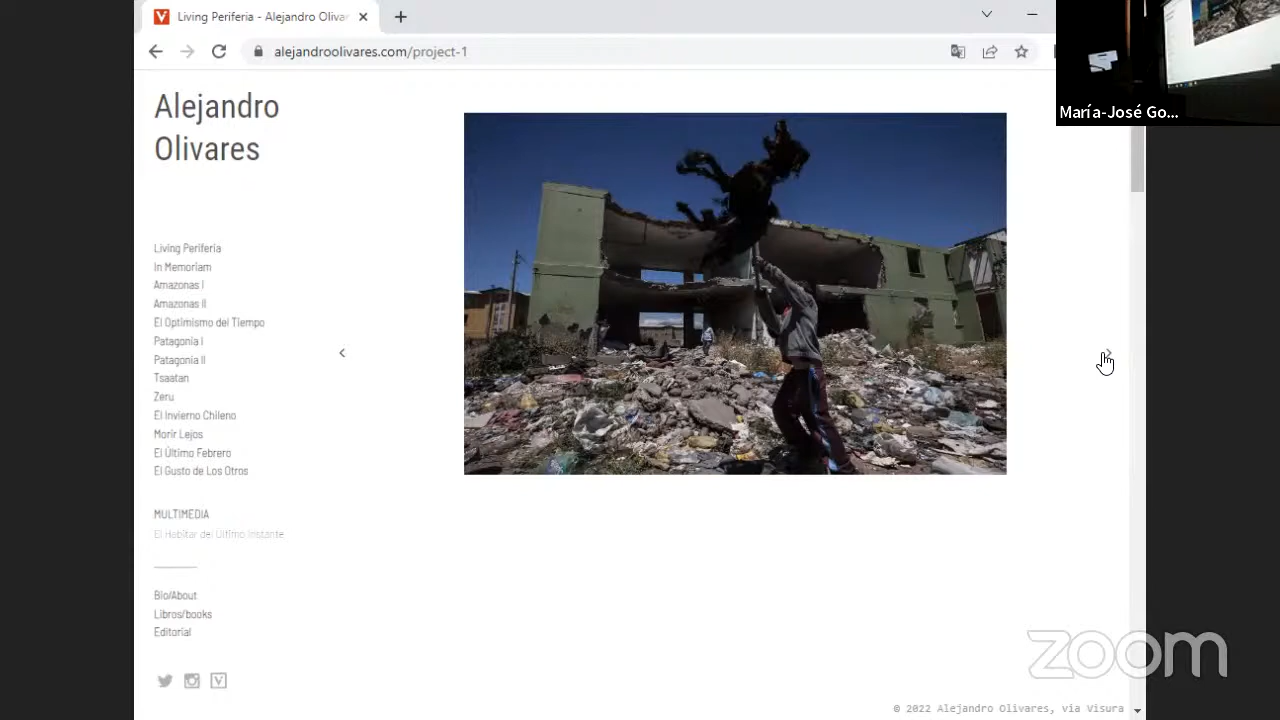 Living Periferia - Alejandro Olivar
alejandroolivares.com/project-1
María-José Go...
Alejandro
Olivares
Living Periferia
In Memoriam
Amazonas I
Amazonas II
El Optimismo del Tiempo
Patagonia I
Patagonia II
Tsaatan
Zeru
El Invierno Chileno
Morir Lejos
El Último Febrero
El Gusto de Los Otros
MULTIMEDIA
El Habitar del Último Instante
Bio/About
Libros/books
Editorial
zoom
© 2022 Alejandro Olivares, via Visura